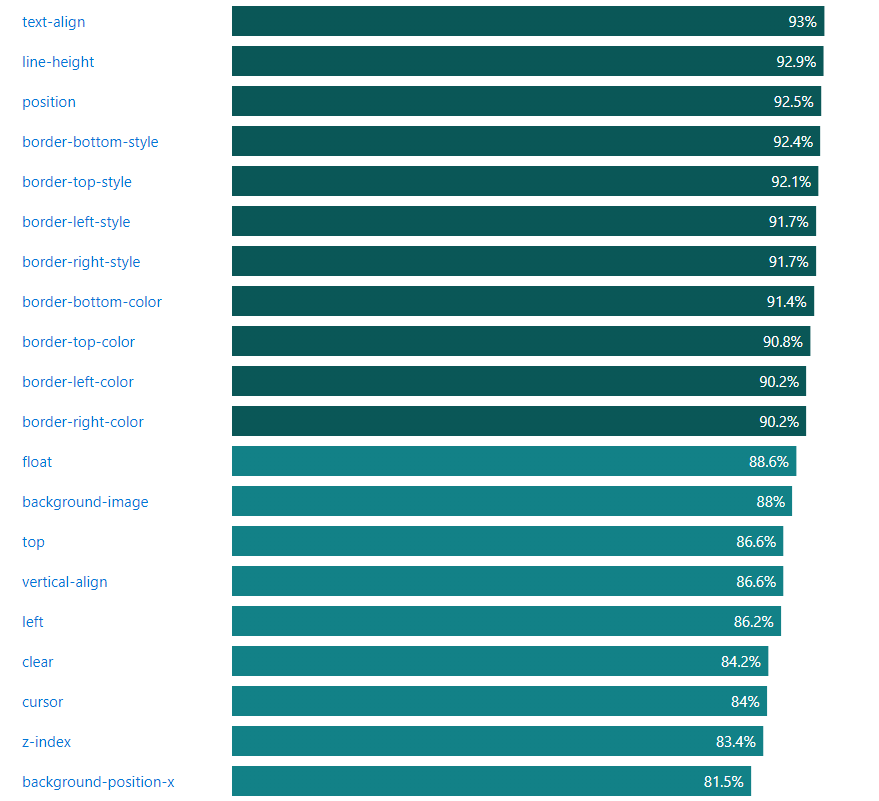 text-align 93%
line-height 92.9%
position 92.5%
border-bottom-style 92.4%
border-top-style 92.1%
border-left-style 91.7%
border-right-style 91.7%
border-bottom-color 91.4%
border-top-color 90.8%
border-left-color 90.2%
border-right-color 90.2%
float 88.6%
background-image 88%
top 86.6%
vertical-align 86.6%
left 86.2%
clear 84.2%
cursor 84%
z-index 83.4%
background-position-x 81.5%